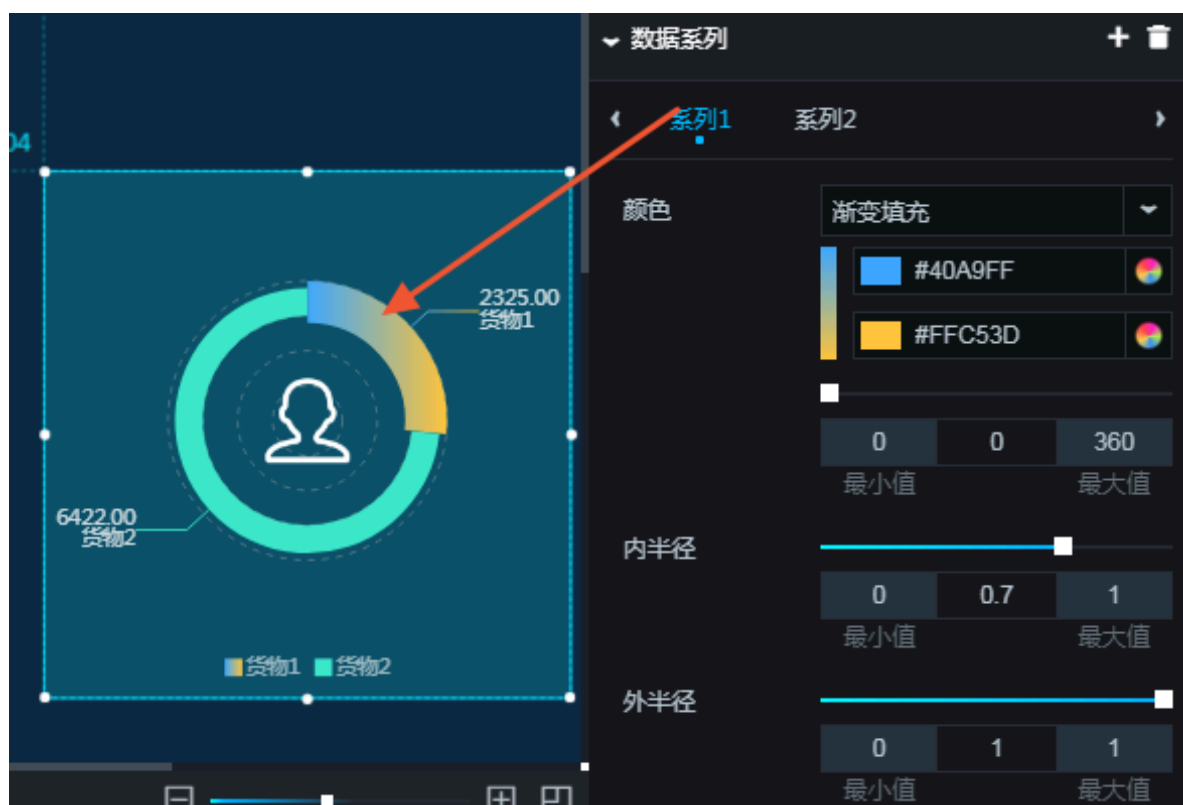 04
2325.00
货物1
6422.00
货物2
货物1 货物2
数据系列
系列1 系列2
颜色 渐变填充
#40A9FF
#FFC53D
0 0 360
最小值 最大值
内半径
0 0.7 1
最小值 最大值
外半径
0 1 1
最小值 最大值